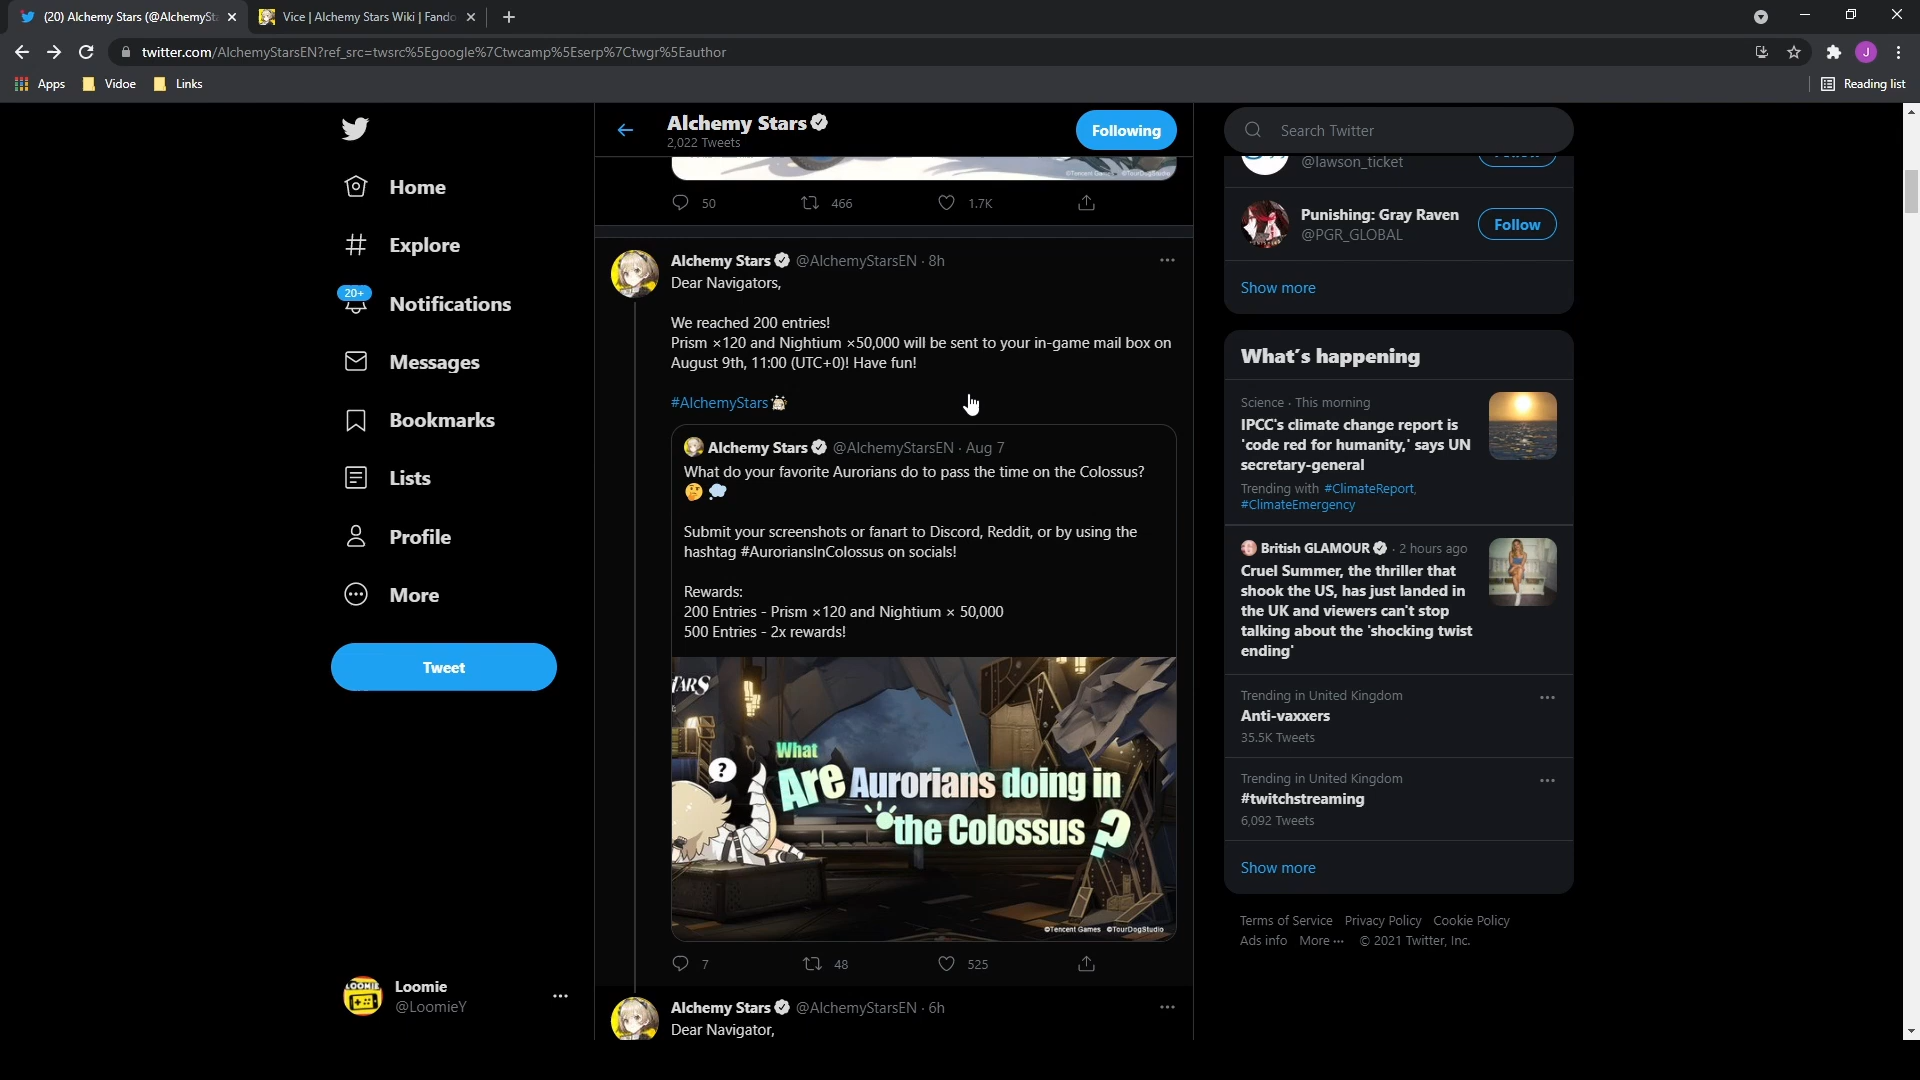 (20) Alchemy Stars (@AlchemySt
Vice | Alchemy Stars Wiki | Fando
twitter.com/AlchemyStarsEN?ref_src=twsrc%5Egoogle%7Ctwcamp%5Eserp%7Ctwgr%5Eauthor
J
Apps
Vidoe
Links
Reading list
Home
Explore
20+
Notifications
Messages
Bookmarks
Lists
Profile
More
Tweet
Loomie
@LoomieY
Alchemy Stars
2,022 Tweets
Following
©Tencent Games ©TourDogStudio
50
466
1.7K
Alchemy Stars @AlchemyStarsEN · 8h
Dear Navigators,
We reached 200 entries!
Prism ×120 and Nightium ×50,000 will be sent to your in-game mail box on
August 9th, 11:00 (UTC+0)! Have fun!
#AlchemyStars
Alchemy Stars @AlchemyStarsEN · Aug 7
What do your favorite Aurorians do to pass the time on the Colossus?
Submit your screenshots or fanart to Discord, Reddit, or by using the
hashtag #AuroriansInColossus on socials!
Rewards:
200 Entries - Prism ×120 and Nightium × 50,000
500 Entries - 2x rewards!
TARS
?
What
Are Aurorians doing in
the Colossus ?
©Tencent Games ©TourDogStudio
7
48
525
Alchemy Stars @AlchemyStarsEN · 6h
Dear Navigator,
Search Twitter
@lawson_ticket
Punishing: Gray Raven
@PGR_GLOBAL
Follow
Show more
What's happening
Science · This morning
IPCC's climate change report is
'code red for humanity,' says UN
secretary-general
Trending with #ClimateReport,
#ClimateEmergency
British GLAMOUR · 2 hours ago
Cruel Summer, the thriller that
shook the US, has just landed in
the UK and viewers can't stop
talking about the 'shocking twist
ending'
Trending in United Kingdom
Anti-vaxxers
35.5K Tweets
Trending in United Kingdom
#twitchstreaming
6,092 Tweets
Show more
Terms of Service Privacy Policy Cookie Policy
Ads info More ··· © 2021 Twitter, Inc.